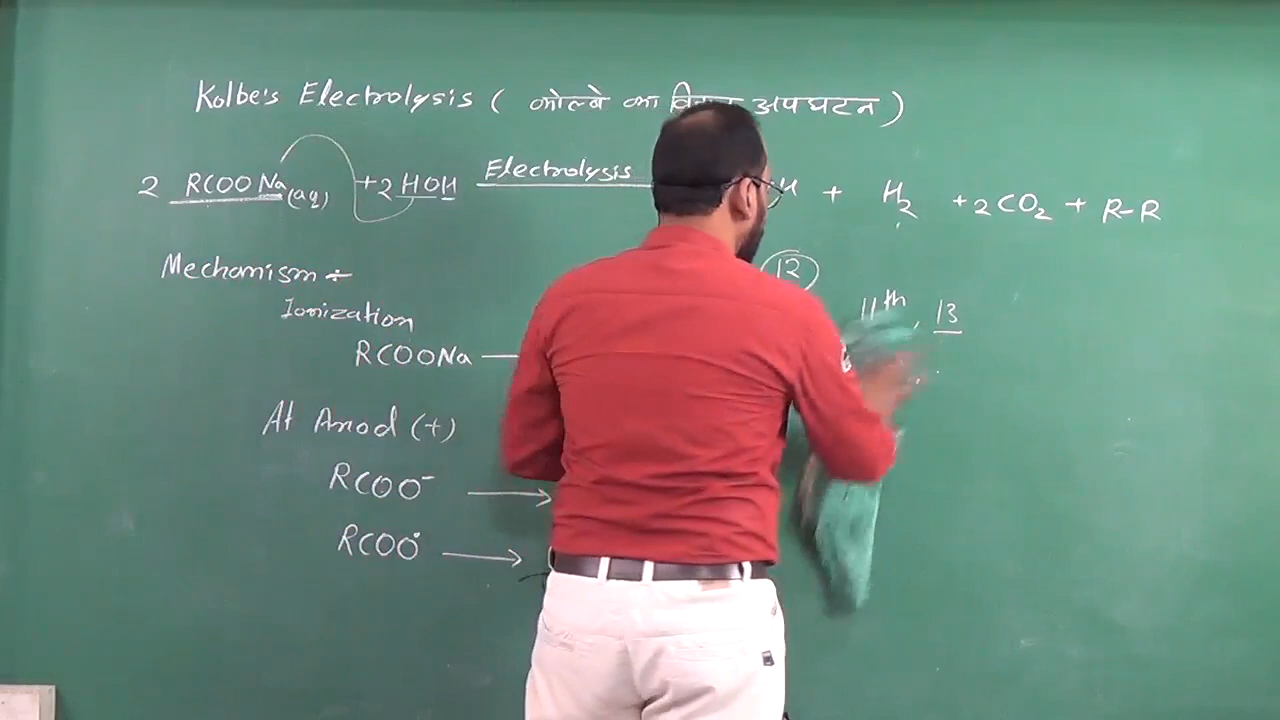 Kolbe's Electrolysis ( कोल्बे का अपघटन )
2 RCOONa(aq) + 2 HOH Electrolysis + H₂ + 2CO₂ + R-R
Mechanism ÷
12
Ionization
11th, 13
RCOONa —
At Anod (+)
RCOO⁻ →
RCOO• →